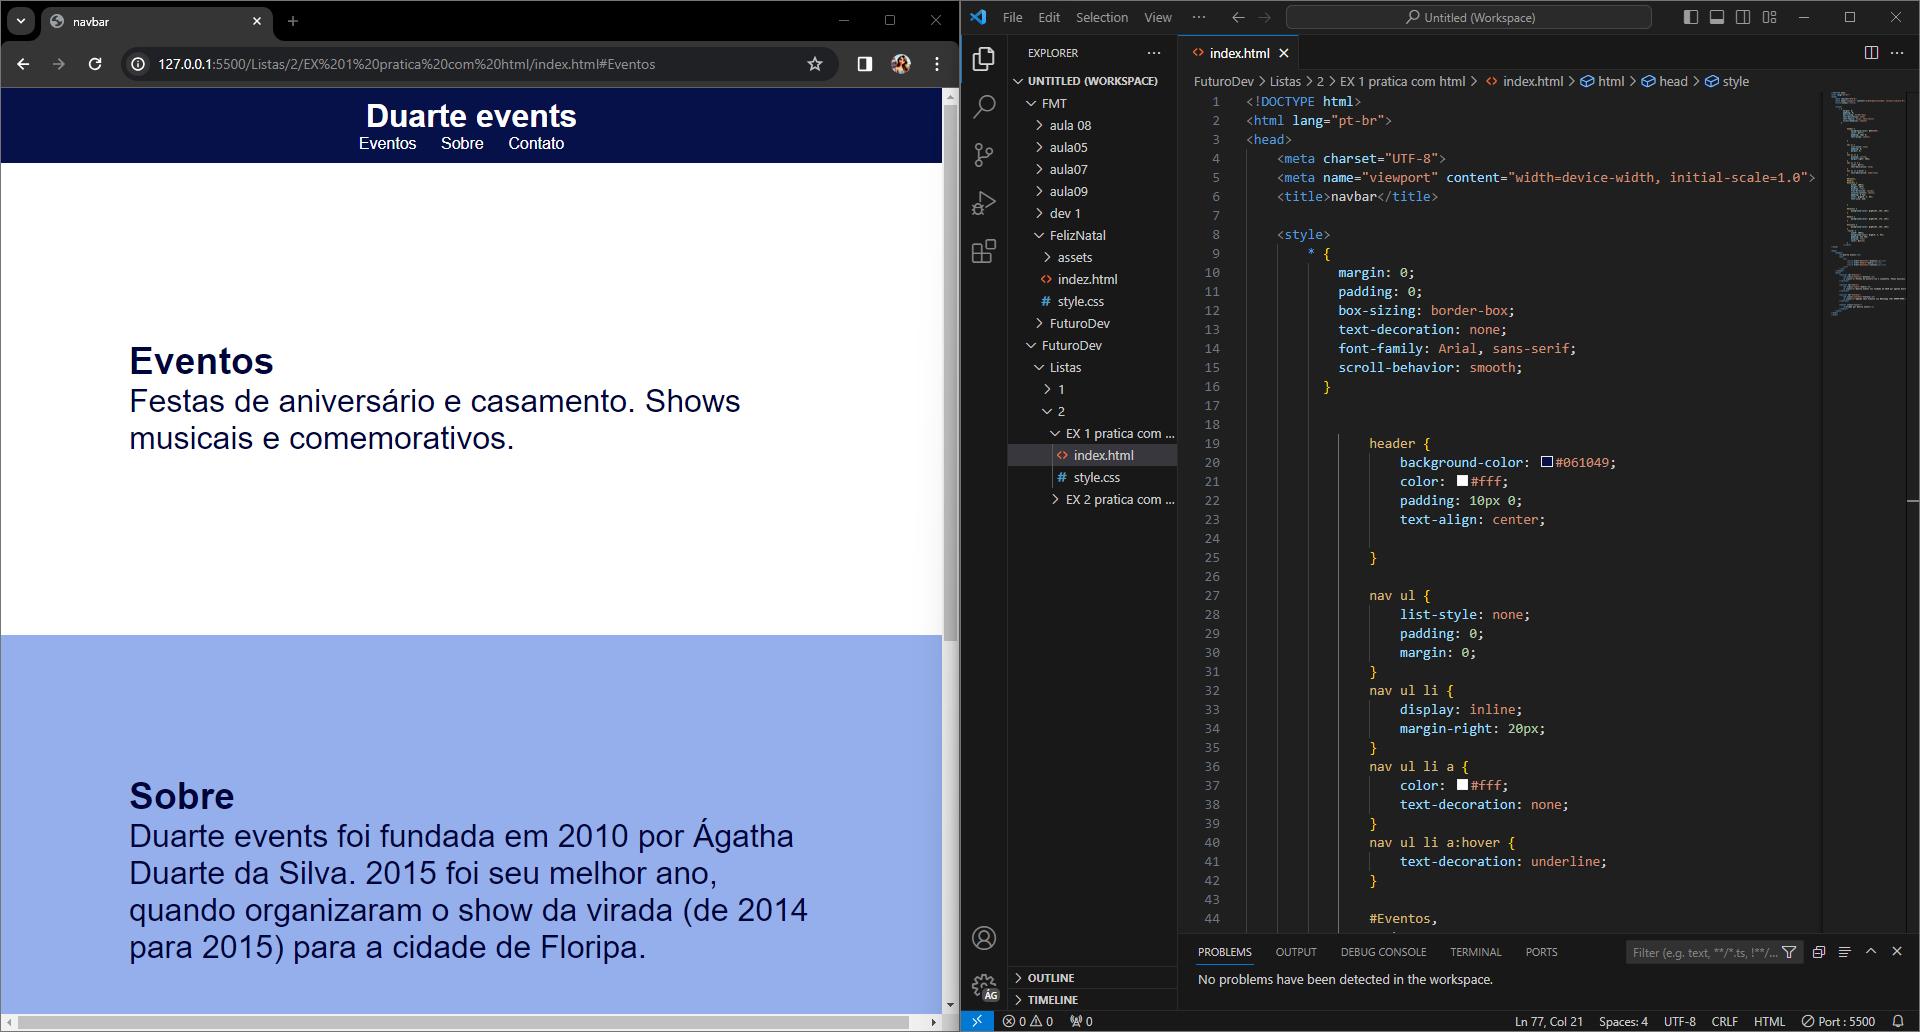 navbar
127.0.0.1:5500/Listas/2/EX%201%20pratica%20com%20html/index.html#Eventos
Duarte events
Eventos Sobre Contato
Eventos
Festas de aniversário e casamento. Shows
musicais e comemorativos.
Sobre
Duarte events foi fundada em 2010 por Ágatha
Duarte da Silva. 2015 foi seu melhor ano,
quando organizaram o show da virada (de 2014
para 2015) para a cidade de Floripa.
File Edit Selection View ··· Untitled (Workspace)
EXPLORER ···
UNTITLED (WORKSPACE)
FMT
aula 08
aula05
aula07
aula09
dev 1
FelizNatal
assets
indez.html
style.css
FuturoDev
FuturoDev
Listas
1
2
EX 1 pratica com ...
index.html
style.css
EX 2 pratica com ...
OUTLINE
TIMELINE
index.html
FuturoDev > Listas > 2 > EX 1 pratica com html > index.html > html > head > style
1 <!DOCTYPE html>
2 <html lang="pt-br">
3 <head>
4 <meta charset="UTF-8">
5 <meta name="viewport" content="width=device-width, initial-scale=1.0">
6 <title>navbar</title>
7
8 <style>
9 * {
10 margin: 0;
11 padding: 0;
12 box-sizing: border-box;
13 text-decoration: none;
14 font-family: Arial, sans-serif;
15 scroll-behavior: smooth;
16 }
17
18
19 header {
20 background-color: #061049;
21 color: #fff;
22 padding: 10px 0;
23 text-align: center;
24
25 }
26
27 nav ul {
28 list-style: none;
29 padding: 0;
30 margin: 0;
31 }
32 nav ul li {
33 display: inline;
34 margin-right: 20px;
35 }
36 nav ul li a {
37 color: #fff;
38 text-decoration: none;
39 }
40 nav ul li a:hover {
41 text-decoration: underline;
42 }
43
44 #Eventos,
PROBLEMS OUTPUT DEBUG CONSOLE TERMINAL PORTS Filter (e.g. text, **/*.ts, !**/...
No problems have been detected in the workspace.
ÁG
0 0 0 Ln 77, Col 21 Spaces: 4 UTF-8 CRLF HTML Port : 5500